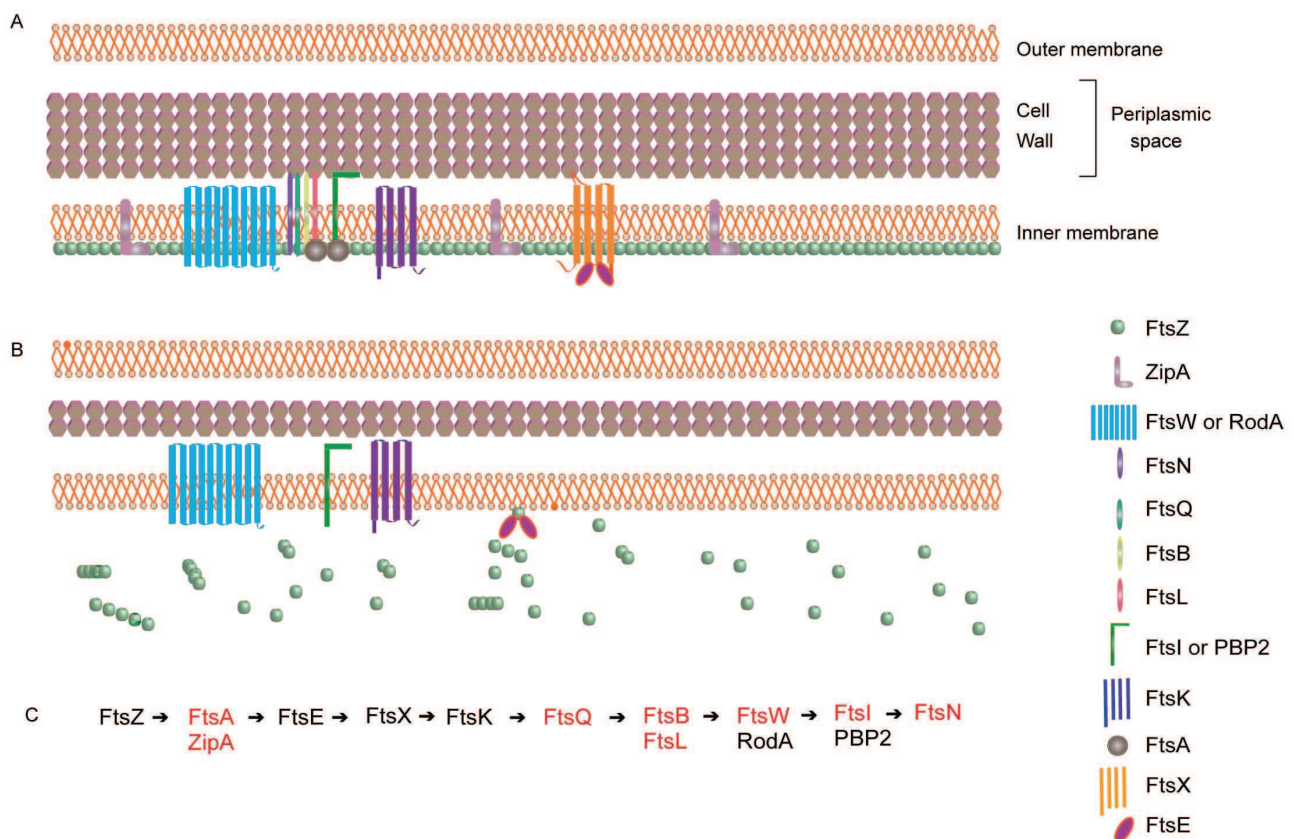 A
Outer membrane
Cell
Wall
Periplasmic
space
Inner membrane
B
FtsZ
ZipA
FtsW or RodA
FtsN
FtsQ
FtsB
FtsL
FtsI or PBP2
FtsK
FtsA
FtsX
FtsE
C FtsZ ➔ FtsA ➔ FtsE ➔ FtsX ➔ FtsK ➔ FtsQ ➔ FtsB ➔ FtsW ➔ FtsI ➔ FtsN
ZipA FtsL RodA PBP2